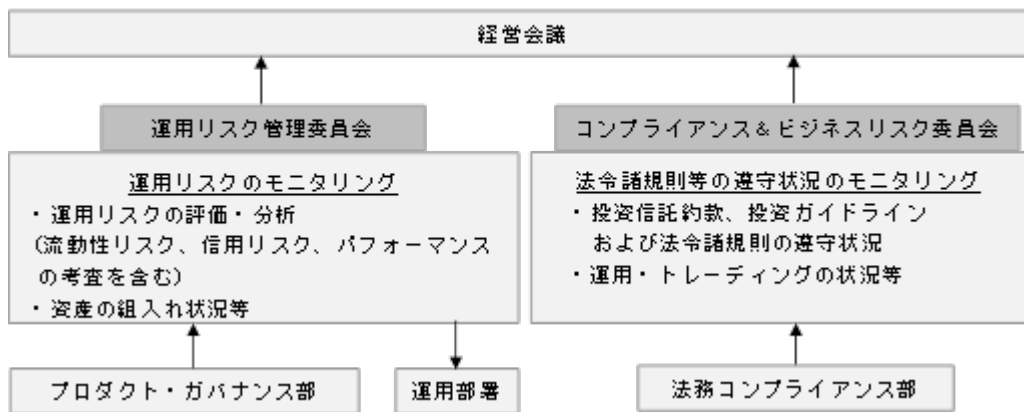 経営会議
運用リスク管理委員会
運用リスクのモニタリング
・運用リスクの評価・分析
(流動性リスク、信用リスク、パフォーマンス
の考査を含む)
・資産の組入れ状況等
コンプライアンス&ビジネスリスク委員会
法令諸規則等の遵守状況のモニタリング
・投資信託約款、投資ガイドライン
および法令諸規則の遵守状況
・運用・トレーディングの状況等
プロダクト・ガバナンス部
運用部署
法務コンプライアンス部